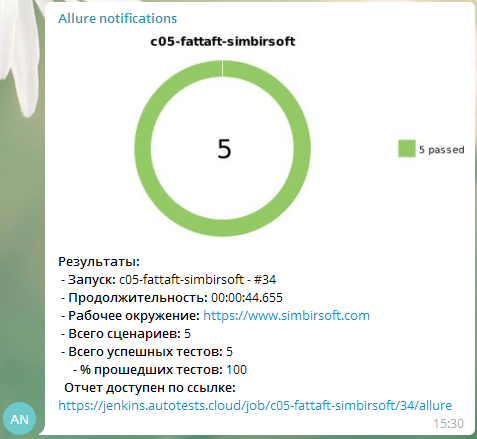 Allure notifications
c05-fattaft-simbirsoft
5
5 passed
Результаты:
- Запуск: c05-fattaft-simbirsoft - #34
- Продолжительность: 00:00:44.655
- Рабочее окружение: https://www.simbirsoft.com
- Всего сценариев: 5
- Всего успешных тестов: 5
- % прошедших тестов: 100
Отчет доступен по ссылке:
https://jenkins.autotests.cloud/job/c05-fattaft-simbirsoft/34/allure
AN
15:30